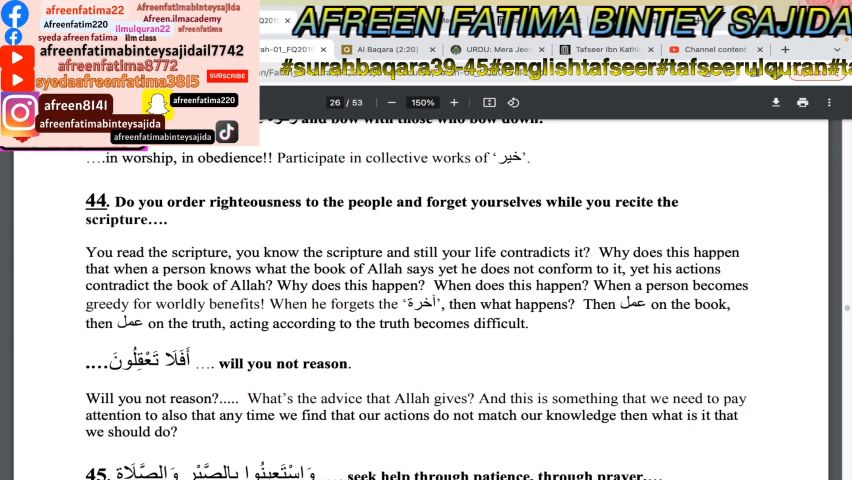 afreenfatima22
Afreenfatimabinteysajida
Afreen.ilmacademy
Afreenfatima220
ilmulquran22
afreenfatima
syeda afreen fatima
ilm class
afreenfatimabinteysajidail7742
afreenfatima8772
syedaafreenfatima3815
SUBSCRIBE
afreen8141
afreenfatima220
afreenfatimabinteysajida
afreenfatimabinteysajida
AFREEN FATIMA BINTEY SAJIDA
Al Baqara (2:20)
URDU: Mera Jeen
Tafseer Ibn Kathir
Channel content
#surahbaqara39-45#englishtafseer#tafseerulquran#ta
26 / 53
150%
and bow with those who bow down.
….in worship, in obedience!! Participate in collective works of ‘خیر’.
44. Do you order righteousness to the people and forget yourselves while you recite the
scripture….
You read the scripture, you know the scripture and still your life contradicts it? Why does this happen
that when a person knows what the book of Allah says yet he does not conform to it, yet his actions
contradict the book of Allah? Why does this happen? When does this happen? When a person becomes
greedy for worldly benefits! When he forgets the ‘آخرة’, then what happens? Then عمل on the book,
then عمل on the truth, acting according to the truth becomes difficult.
أَفَلَا تَعْقِلُونَ…. …. will you not reason.
Will you not reason?..... What’s the advice that Allah gives? And this is something that we need to pay
attention to also that any time we find that our actions do not match our knowledge then what is it that
we should do?
45. وَاسْتَعِينُوا بِالصَّبْرِ وَالصَّلَاةِ …. seek help through patience, through prayer….